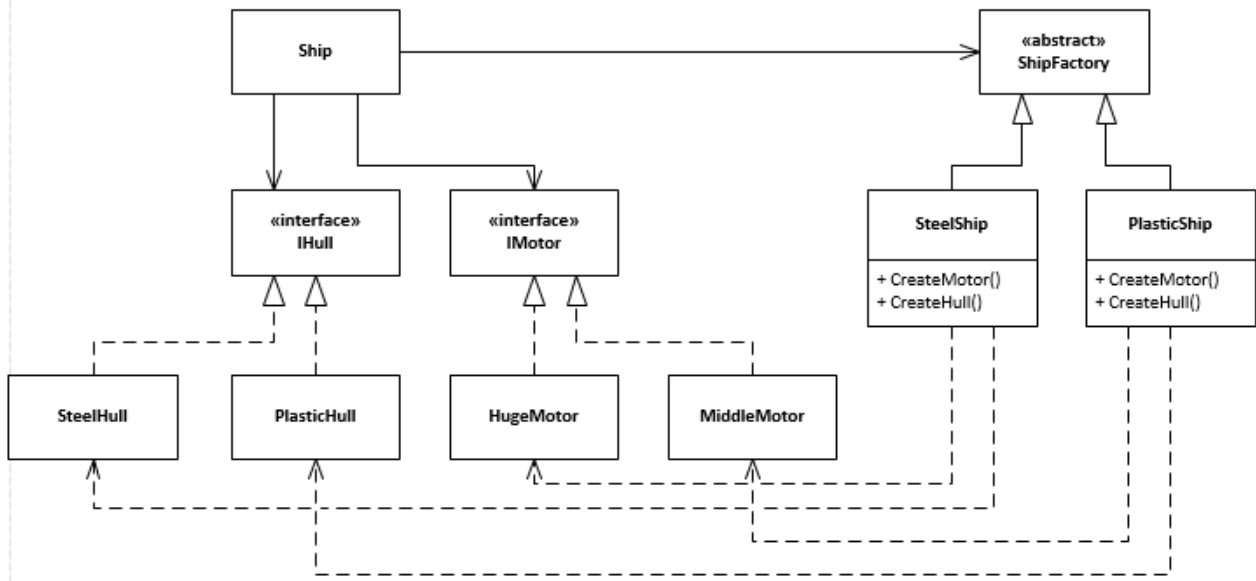 Ship
«abstract»
ShipFactory
«interface»
IHull
«interface»
IMotor
SteelShip
+ CreateMotor()
+ CreateHull()
PlasticShip
+ CreateMotor()
+ CreateHull()
SteelHull
PlasticHull
HugeMotor
MiddleMotor